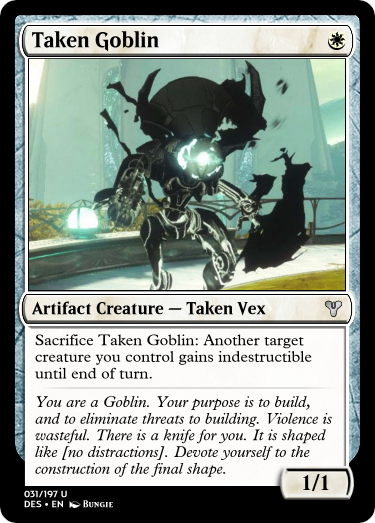 Taken Goblin
Artifact Creature — Taken Vex
Sacrifice Taken Goblin: Another target
creature you control gains indestructible
until end of turn.
You are a Goblin. Your purpose is to build,
and to eliminate threats to building. Violence is
wasteful. There is a knife for you. It is shaped
like [no distractions]. Devote yourself to the
construction of the final shape.
1/1
031/197 U
DES • EN Bungie